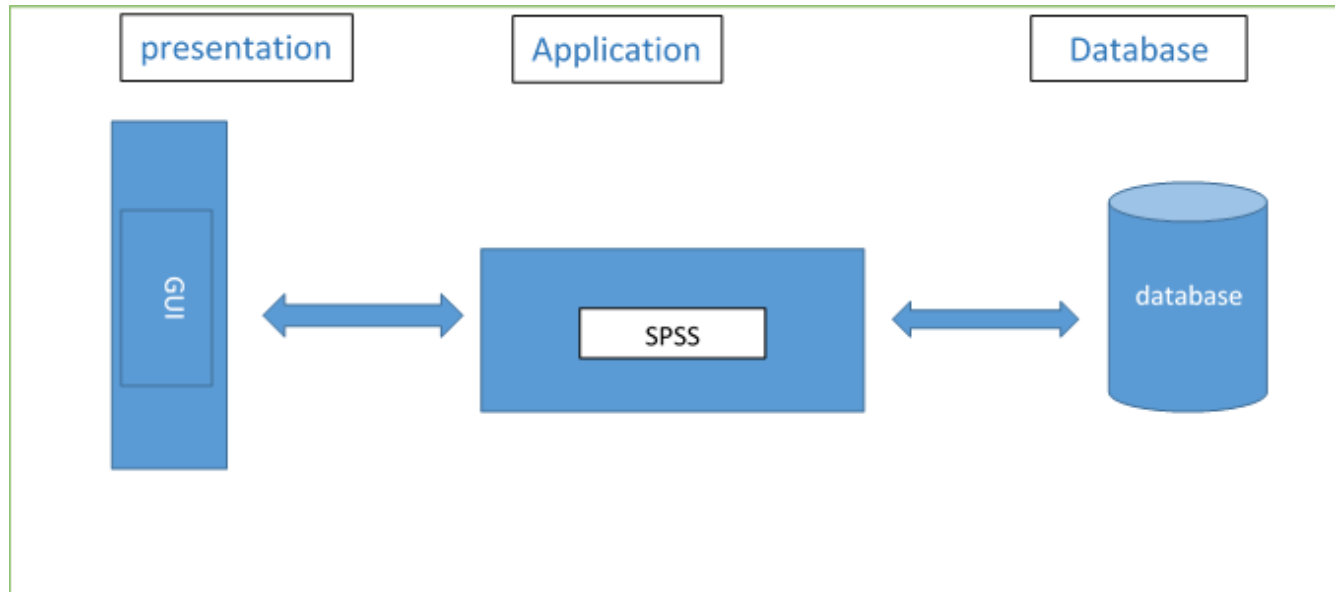 presentation
Application
Database
GUI
SPSS
database